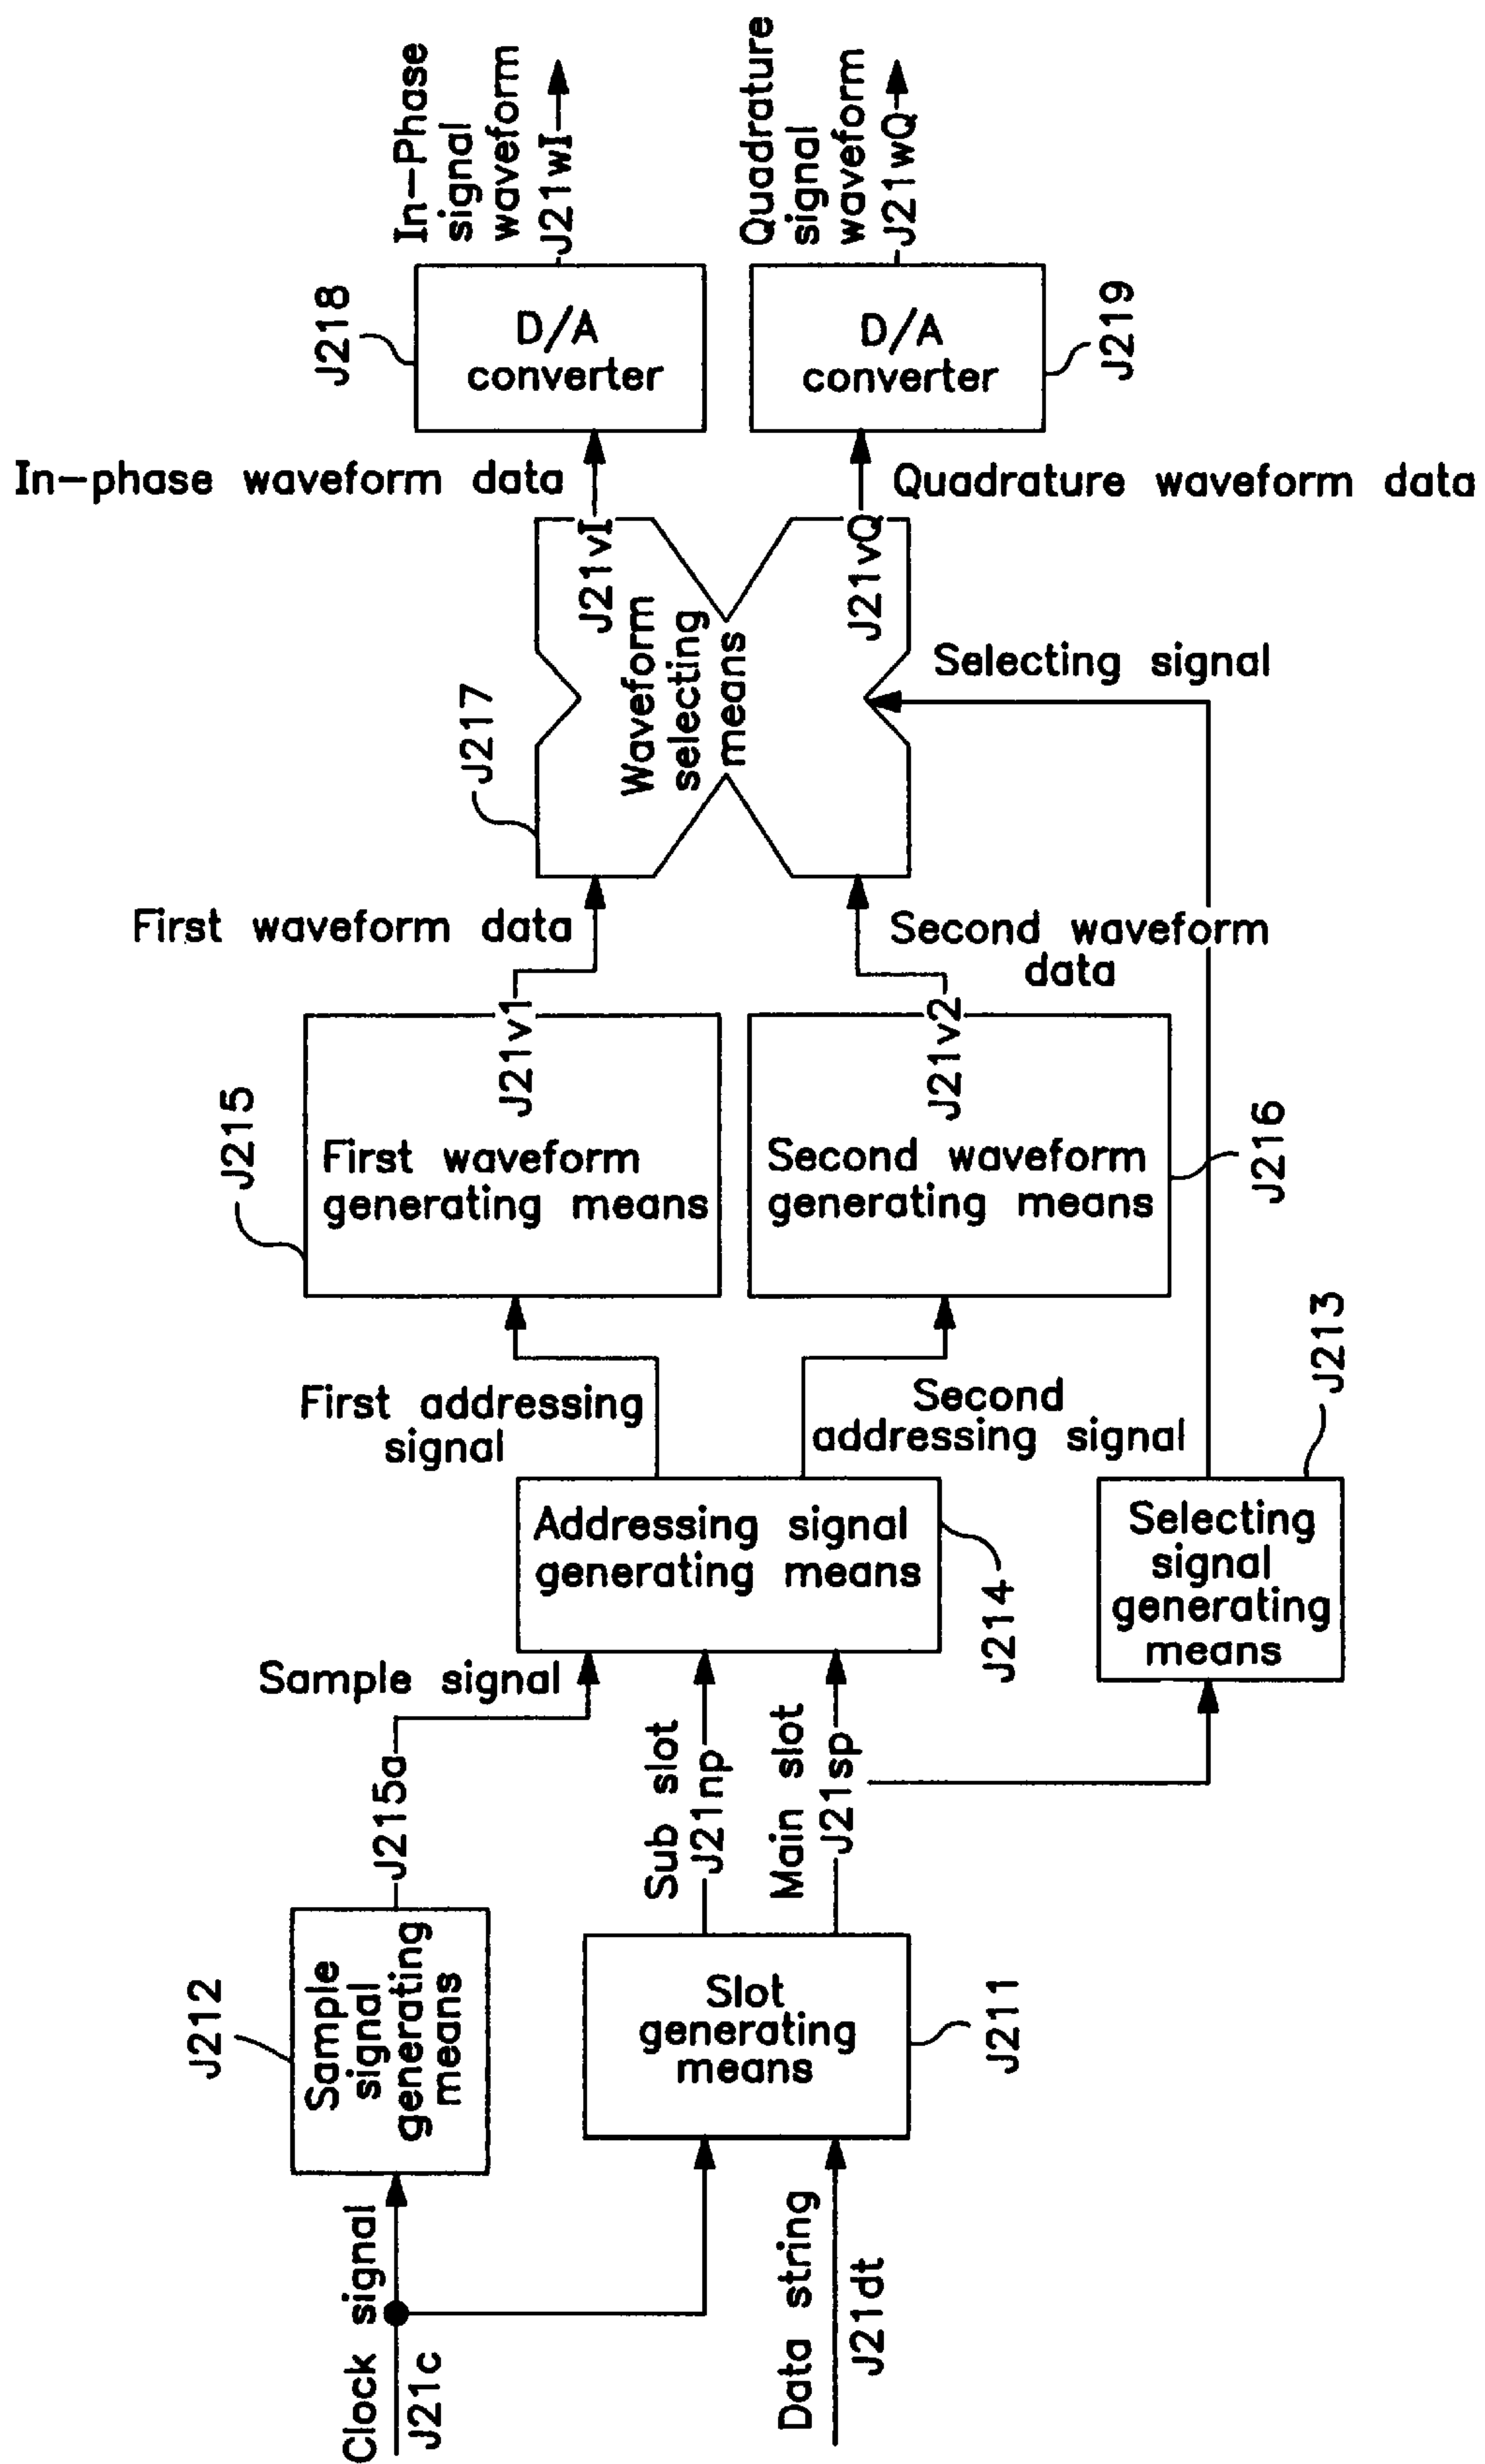 In-Phase
signal
waveform
J21wI
Quadrature
signal
waveform
J21wQ
J218
D/A
converter
D/A
converter
J219
In-phase waveform data
Quadrature waveform data
J21vI
J21vQ
Waveform
selecting
means
Selecting signal
J217
First waveform data
Second waveform
data
J21v1
J21v2
J215
First waveform
generating means
Second waveform
generating means
J216
First addressing
signal
Second
addressing signal
J213
Addressing signal
generating means
J214
Selecting
signal
generating
means
Sample signal
J215a
Sub slot
J21np
Main slot
J21sp
J212
Sample
signal
generating
means
Slot
generating
means
J211
Clock signal
J21c
Data string
J21dt